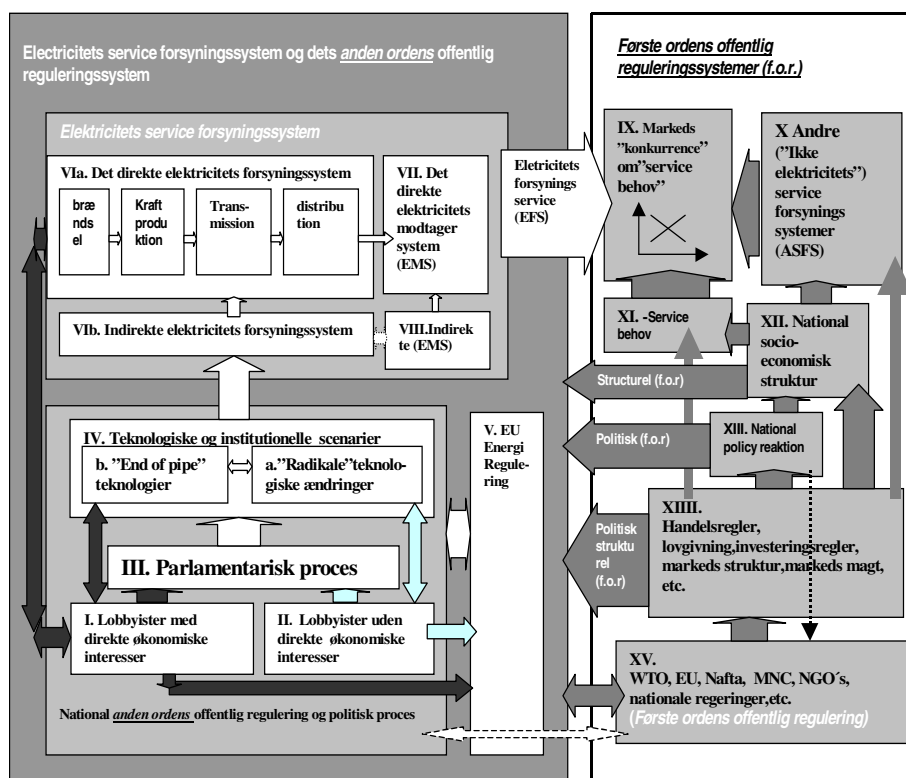 Electricitets service forsyningssystem og dets anden ordens offentlig
reguleringssystem
Elektricitets service forsyningssystem
VIa. Det direkte elektricitets forsyningssystem
bræ
nds
el
Kraft
produ
ktion
Trans-
mission
distribu
tion
VII. Det
direkte
elektricitets
modtager
system
(EMS)
VIb. Indirekte elektricitets forsyningssystem
VIII.Indirek
te (EMS)
Eletricitets
forsynings
service
(EFS)
IV. Teknologiske og institutionelle scenarier
b. ”End of pipe”
teknologier
a.”Radikale”teknolo-
giske ændringer
III. Parlamentarisk proces
I. Lobbyister med
direkte økonomiske
interesser
II. Lobbyister uden
direkte økonomiske
interesser
National anden ordens offentlig regulering og politisk proces
V. EU
Energi
Regule-
ring
Første ordens offentlig
reguleringssystemer (f.o.r.)
IX. Markeds
”konkurrence”
om”service
behov”
X Andre
(”Ikke
elektricitets”)
service
forsynings
systemer
(ASFS)
XI. -Service
behov
XII. National
socio-
economisk
struktur
Structurel (f.o.r)
Politisk (f.o.r)
XIII. National
policy reaktion
Politisk
struktu
rel
(f.o.r)
XIIII.
Handelsregler,
lovgivning,investeringsregler,
markeds struktur,markeds magt,
etc.
XV.
WTO, EU, Nafta, MNC, NGO´s,
nationale regeringer,etc.
(Første ordens offentlig regulering)